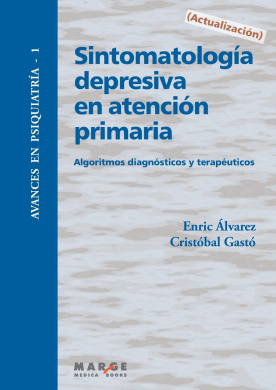 (Actualización)
Sintomatología
depresiva
en atención
primaria
Algoritmos diagnósticos y terapéuticos
Enric Álvarez
Cristóbal Gastó
AVANCES EN PSIQUIATRÍA - 1
MARGE
MEDICA BOOKS